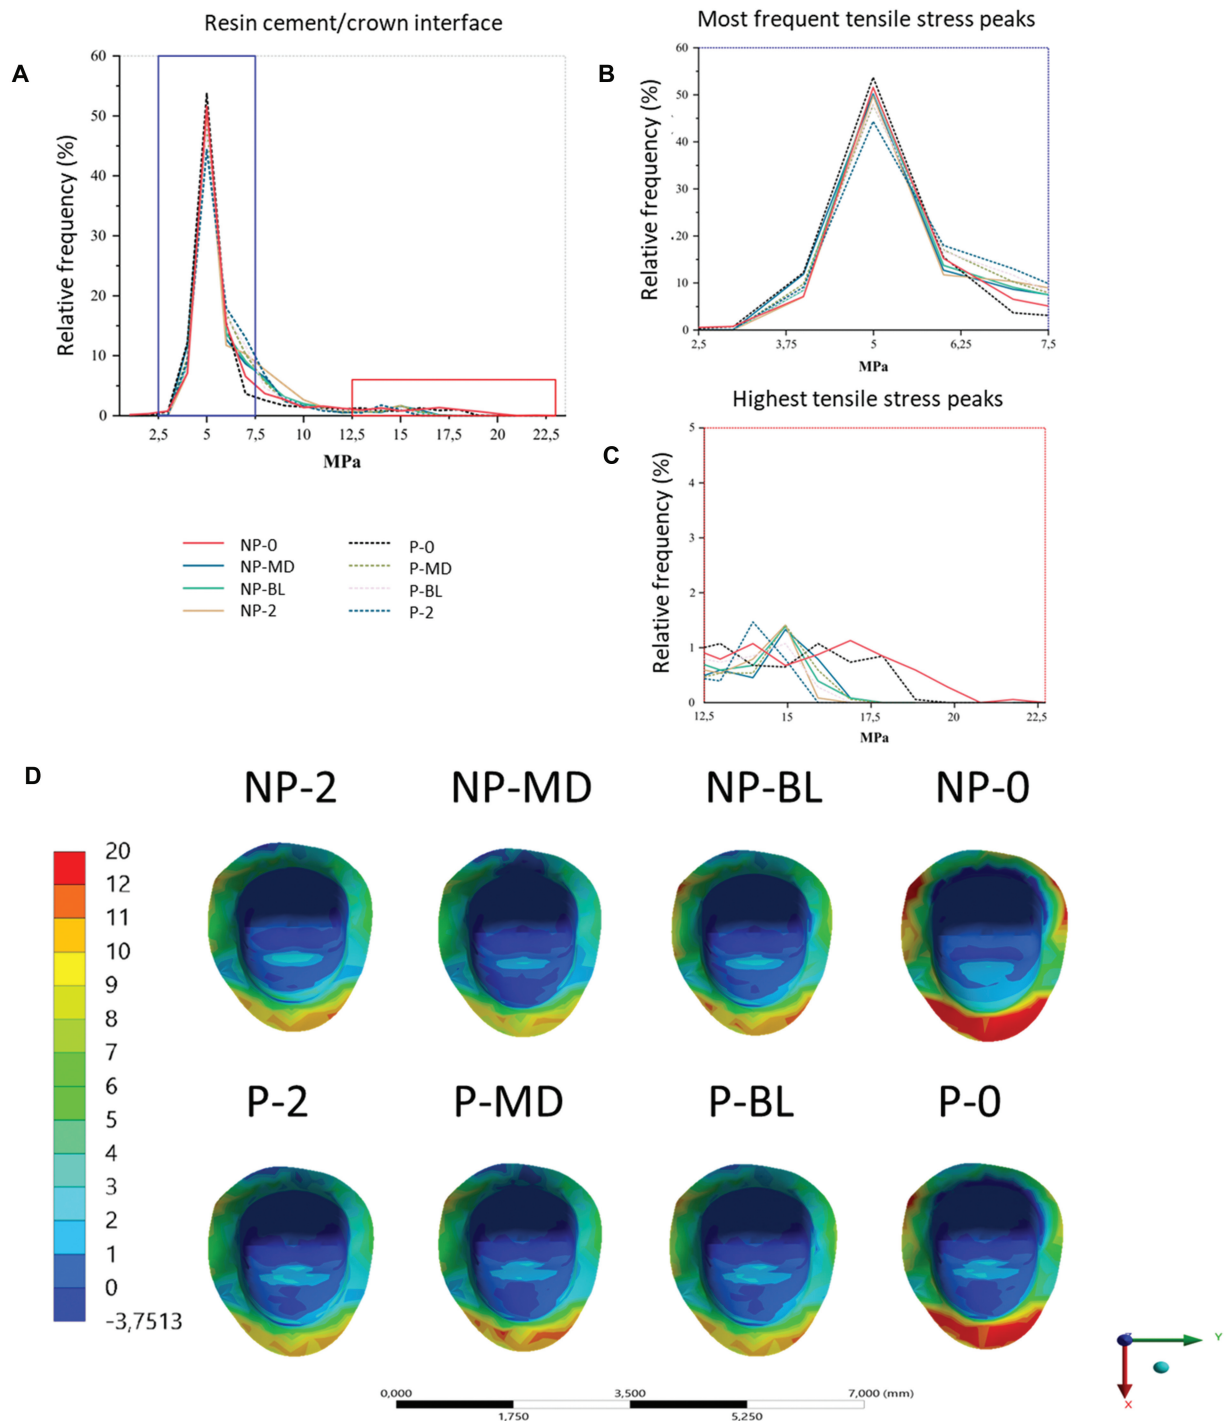 Resin cement/crown interface
A
Relative frequency (%)
60
50
40
30
20
10
0
2,5 5 7,5 10 12,5 15 17,5 20 22,5
MPa
Most frequent tensile stress peaks
B
Relative frequency (%)
60
50
40
30
20
10
0
2,5 3,75 5 6,25 7,5
MPa
Highest tensile stress peaks
C
Relative frequency (%)
5
4
3
2
1
0
12,5 15 17,5 20 22,5
MPa
NP-0 P-0
NP-MD P-MD
NP-BL P-BL
NP-2 P-2
D
NP-2 NP-MD NP-BL NP-0
P-2 P-MD P-BL P-0
20
12
11
10
9
8
7
6
5
4
3
2
1
0
-3,7513
0,000 3,500 7,000 (mm)
1,750 5,250
Z
Y
X